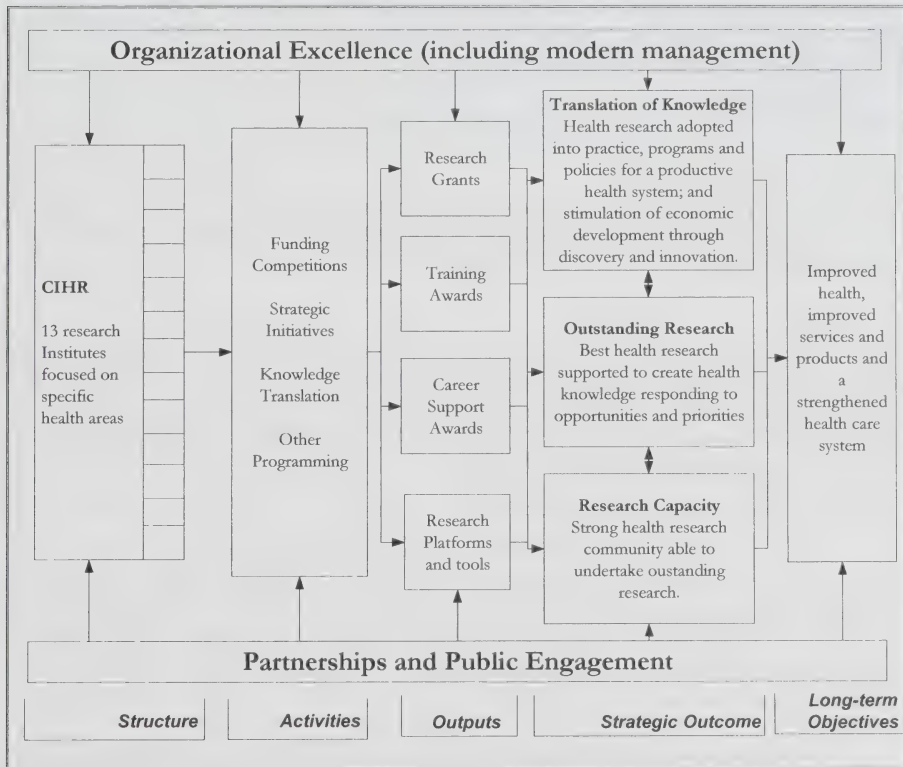 Organizational Excellence (including modern management)
CIHR
13 research
Institutes
focused on
specific
health areas
Funding
Competitions
Strategic
Initiatives
Knowledge
Translation
Other
Programming
Research
Grants
Training
Awards
Career
Support
Awards
Research
Platforms
and tools
Translation of Knowledge
Health research adopted
into practice, programs and
policies for a productive
health system; and
stimulation of economic
development through
discovery and innovation.
Outstanding Research
Best health research
supported to create health
knowledge responding to
opportunities and priorities
Research Capacity
Strong health research
community able to
undertake oustanding
research.
Improved
health,
improved
services and
products and
a
strengthened
health care
system
Partnerships and Public Engagement
Structure
Activities
Outputs
Strategic Outcome
Long-term
Objectives